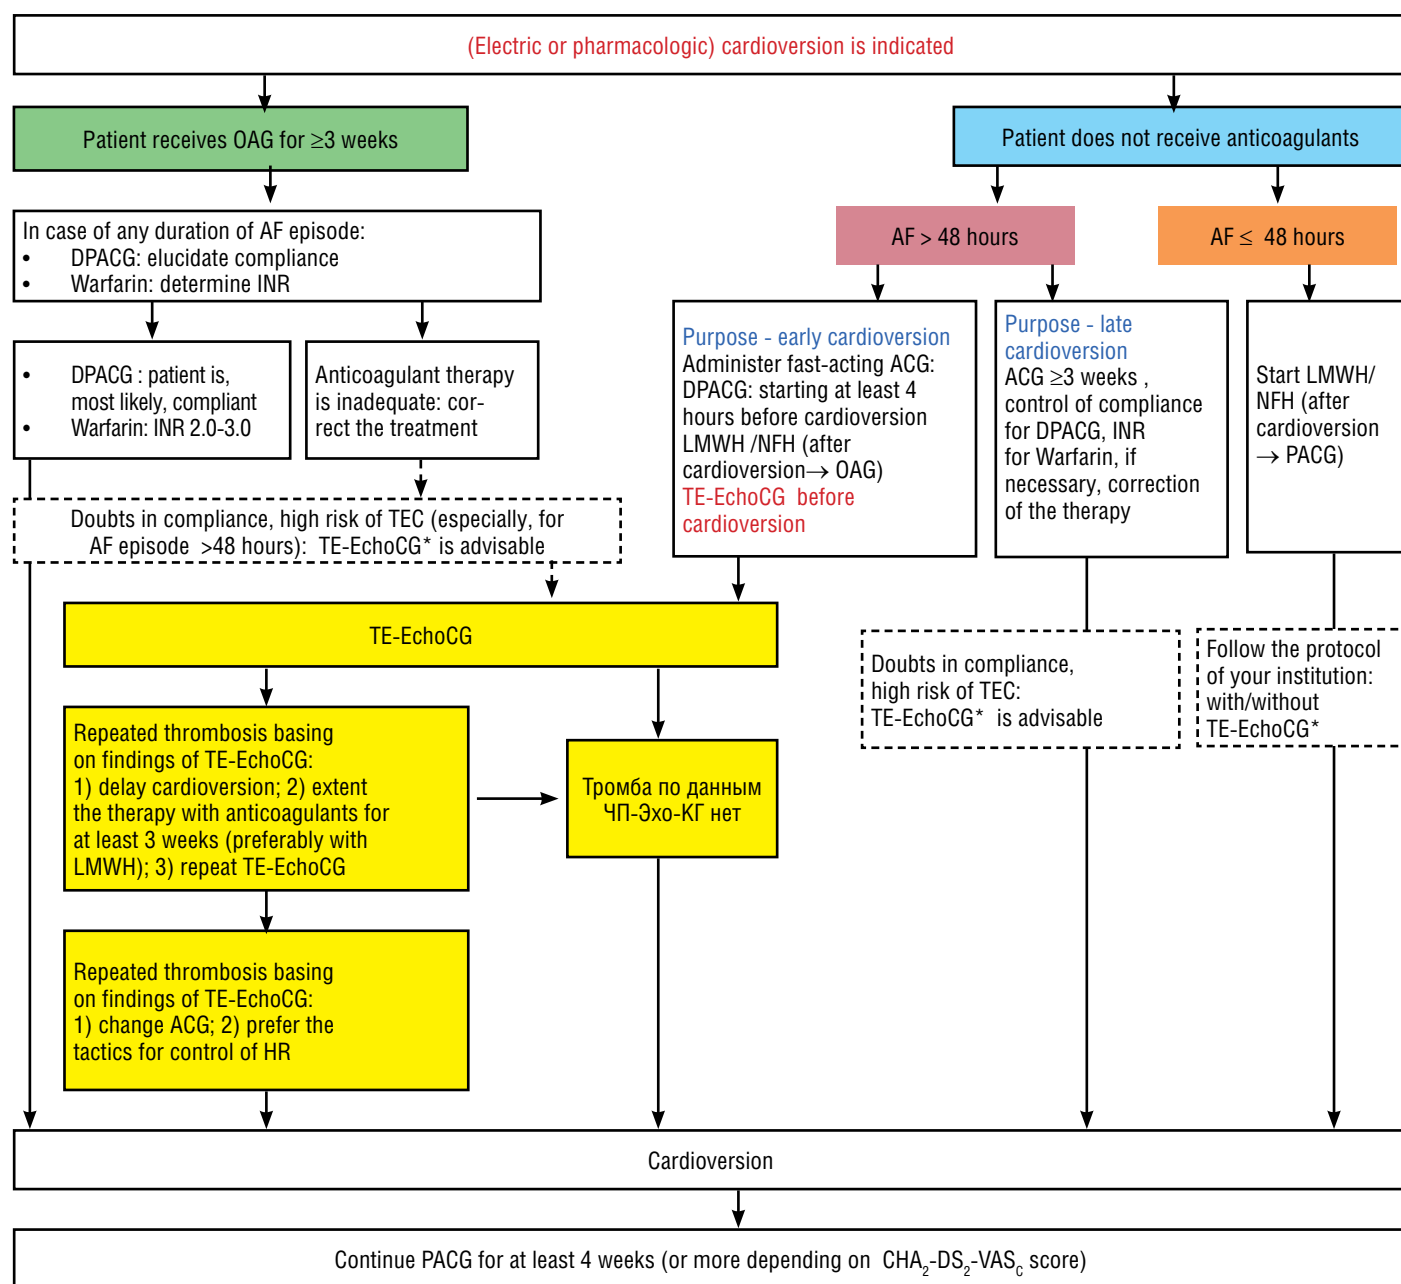 (Electric or pharmacologic) cardioversion is indicated
Patient receives OAG for ≥3 weeks
Patient does not receive anticoagulants
In case of any duration of AF episode:
• DPACG: elucidate compliance
• Warfarin: determine INR
AF > 48 hours
AF ≤ 48 hours
• DPACG : patient is,
most likely, compliant
• Warfarin: INR 2.0-3.0
Anticoagulant therapy
is inadequate: cor-
rect the treatment
Purpose - early cardioversion
Administer fast-acting ACG:
DPACG: starting at least 4
hours before cardioversion
LMWH /NFH (after
cardioversion→ OAG)
TE-EchoCG before
cardioversion
Purpose - late
cardioversion
ACG ≥3 weeks ,
control of compliance
for DPACG, INR
for Warfarin, if
necessary, correction
of the therapy
Start LMWH/
NFH (after
cardioversion
→ PACG)
Doubts in compliance, high risk of TEC (especially, for
AF episode >48 hours): TE-EchoCG* is advisable
TE-EchoCG
Doubts in compliance,
high risk of TEC:
TE-EchoCG* is advisable
Follow the protocol
of your institution:
with/without
TE-EchoCG*
Repeated thrombosis basing
on findings of TE-EchoCG:
1) delay cardioversion; 2) extent
the therapy with anticoagulants for
at least 3 weeks (preferably with
LMWH); 3) repeat TE-EchoCG
Тромба по данным
ЧП-Эхо-КГ нет
Repeated thrombosis basing
on findings of TE-EchoCG:
1) change ACG; 2) prefer the
tactics for control of HR
Cardioversion
Continue PACG for at least 4 weeks (or more depending on CHA₂-DS₂-VASc score)